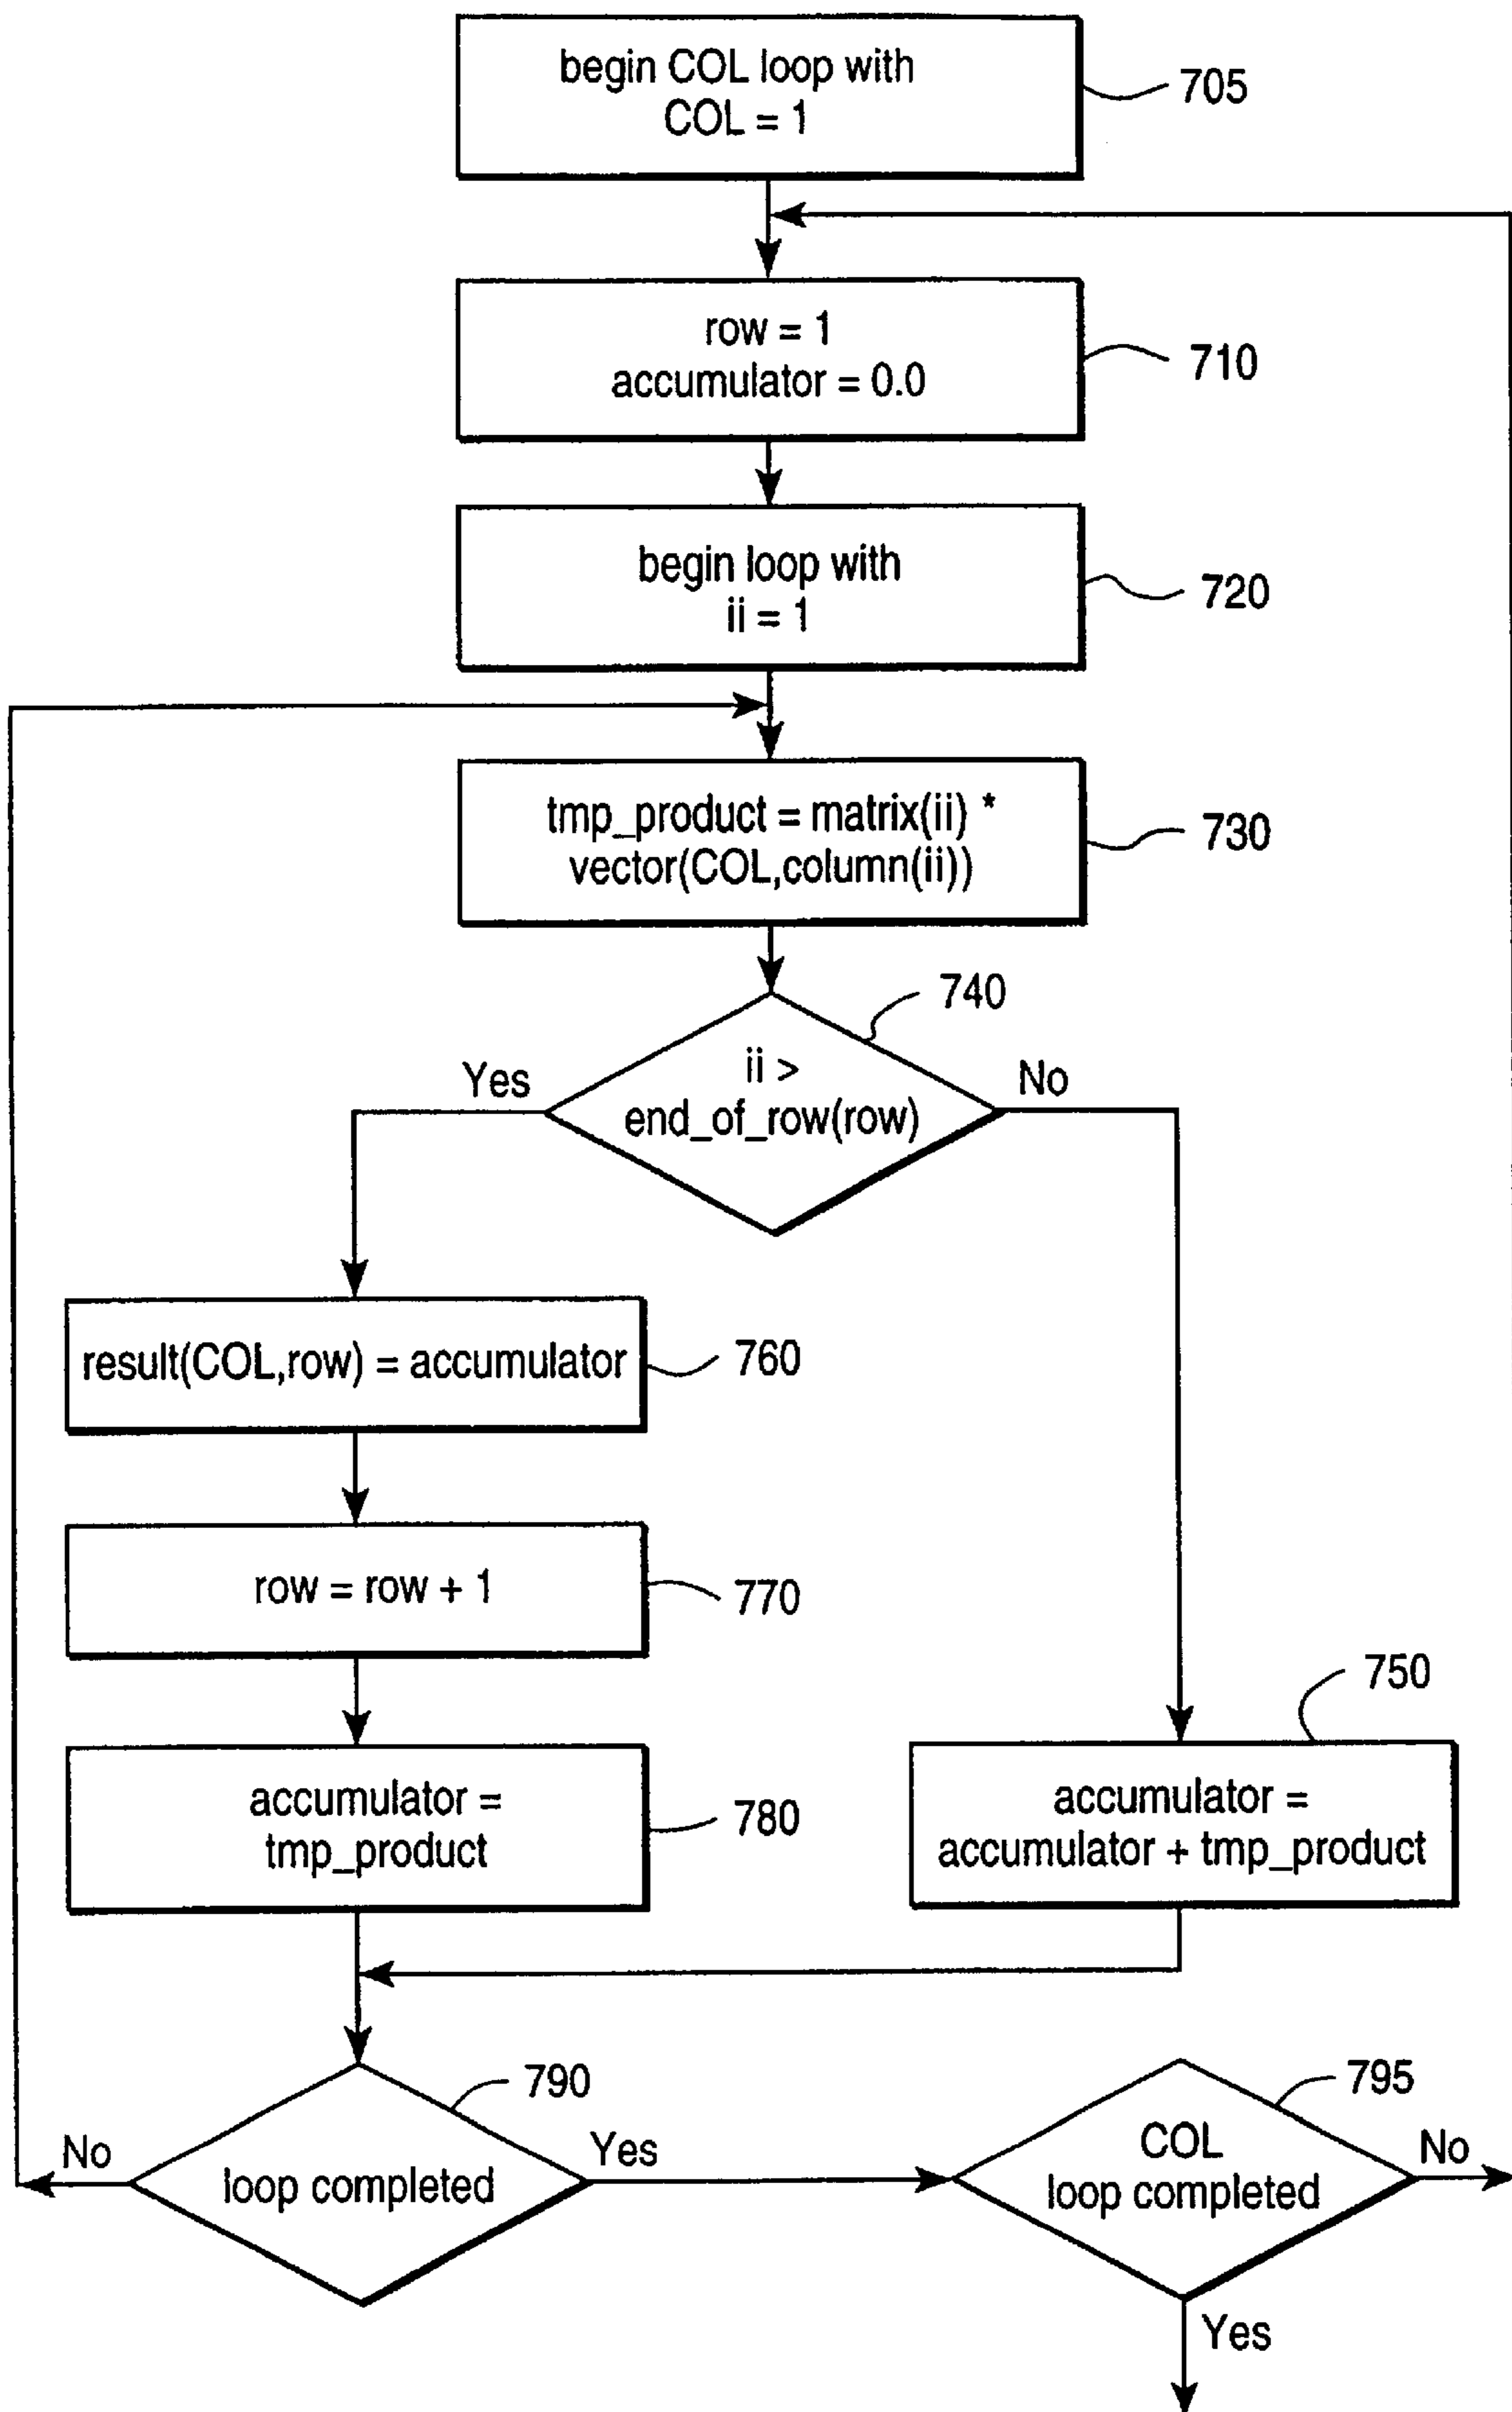 begin COL loop with
COL = 1
705
row = 1
accumulator = 0.0
710
begin loop with
ii = 1
720
tmp_product = matrix(ii) *
vector(COL,column(ii))
730
740
ii >
end_of_row(row)
Yes
No
result(COL,row) = accumulator
760
row = row + 1
770
750
accumulator =
tmp_product
780
accumulator =
accumulator + tmp_product
790
loop completed
No
Yes
795
COL
loop completed
No
Yes